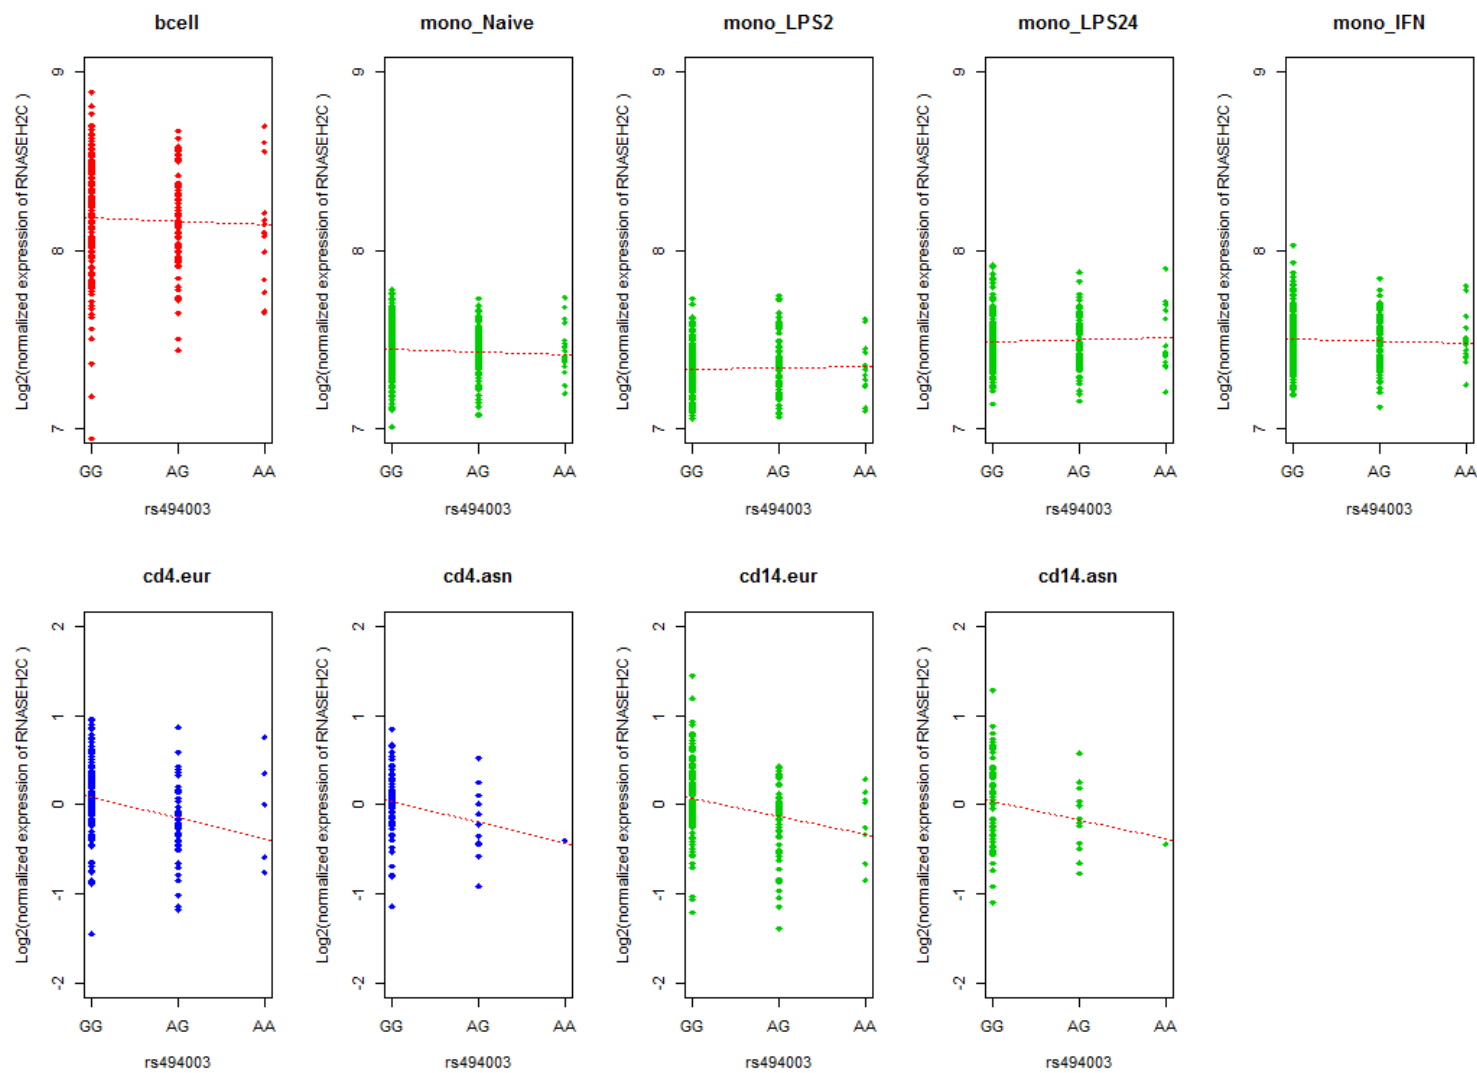 bcell mono_Naive mono_LPS2 mono_LPS24 mono_IFN
Log2(normalized expression of RNASEH2C )
9
8
7
GG AG AA
rs494003
Log2(normalized expression of RNASEH2C )
9
8
7
GG AG AA
rs494003
Log2(normalized expression of RNASEH2C )
9
8
7
GG AG AA
rs494003
Log2(normalized expression of RNASEH2C )
9
8
7
GG AG AA
rs494003
Log2(normalized expression of RNASEH2C )
9
8
7
GG AG AA
rs494003
cd4.eur cd4.asn cd14.eur cd14.asn
Log2(normalized expression of RNASEH2C )
2
1
0
-1
-2
GG AG AA
rs494003
Log2(normalized expression of RNASEH2C )
2
1
0
-1
-2
GG AG AA
rs494003
Log2(normalized expression of RNASEH2C )
2
1
0
-1
-2
GG AG AA
rs494003
Log2(normalized expression of RNASEH2C )
2
1
0
-1
-2
GG AG AA
rs494003